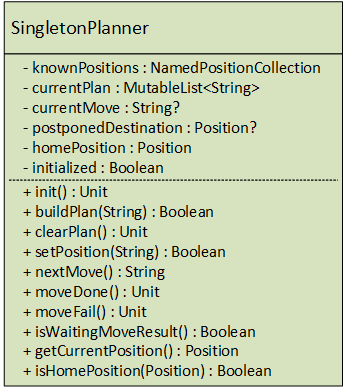 SingletonPlanner
- knownPositions : NamedPositionCollection
- currentPlan : MutableList<String>
- currentMove : String?
- postponedDestination : Position?
- homePosition : Position
- initialized : Boolean
+ init() : Unit
+ buildPlan(String) : Boolean
+ clearPlan() : Unit
+ setPosition(String) : Boolean
+ nextMove() : String
+ moveDone() : Unit
+ moveFail() : Unit
+ isWaitingMoveResult() : Boolean
+ getCurrentPosition() : Position
+ isHomePosition(Position) : Boolean